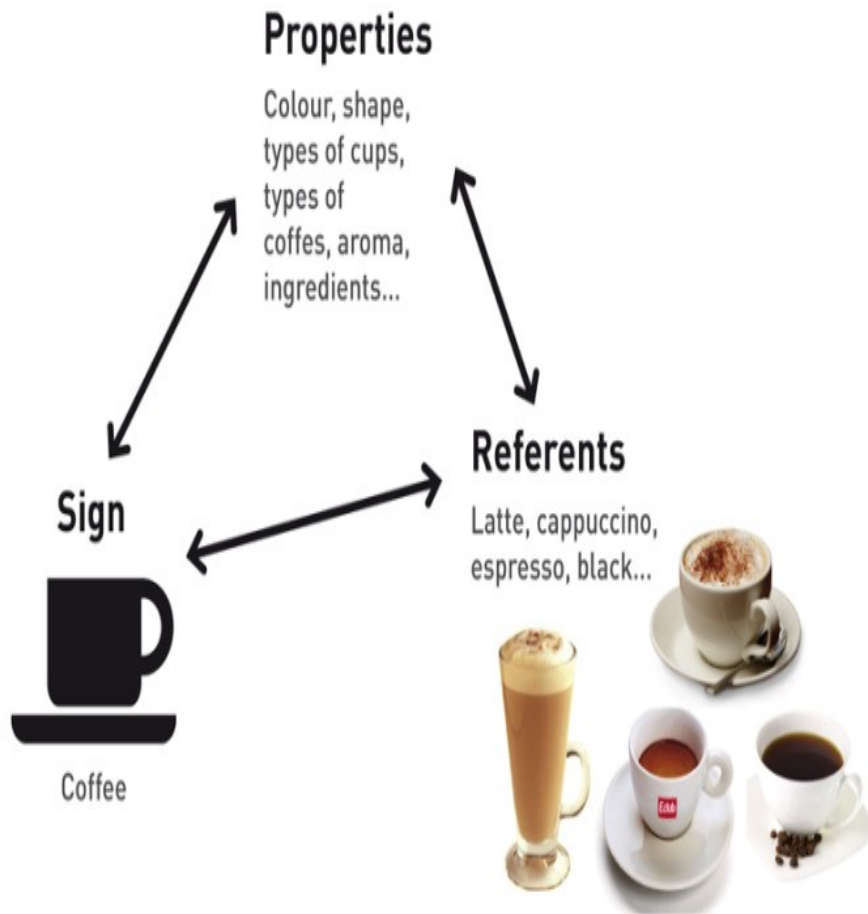 Properties
Colour, shape,
types of cups,
types of
coffes, aroma,
ingredients...
Referents
Latte, cappuccino,
espresso, black...
Sign
Coffee